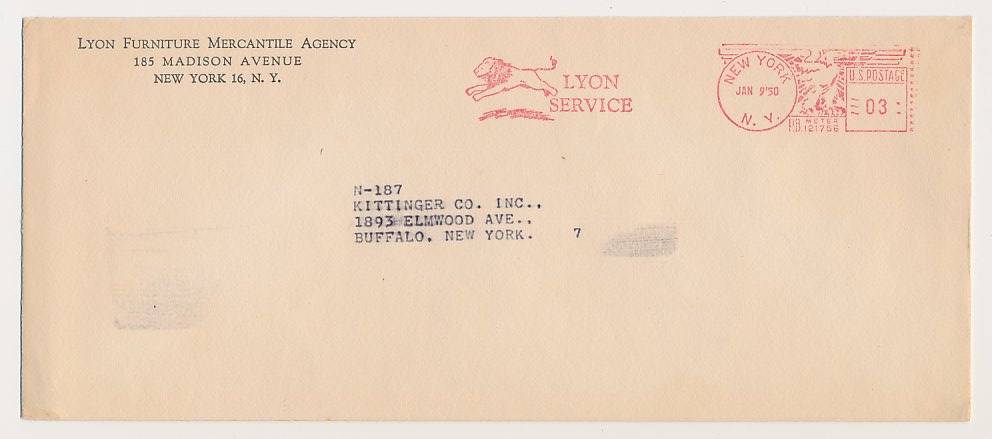 LYON FURNITURE MERCANTILE AGENCY
185 MADISON AVENUE
NEW YORK 16, N. Y.
LYON
SERVICE
NEW YORK
JAN 9'50
N. Y.
U.S. POSTAGE
03
P.B. METER
121756
N-187
KITTINGER CO. INC.,
1893 ELMWOOD AVE.,
BUFFALO, NEW YORK. 7